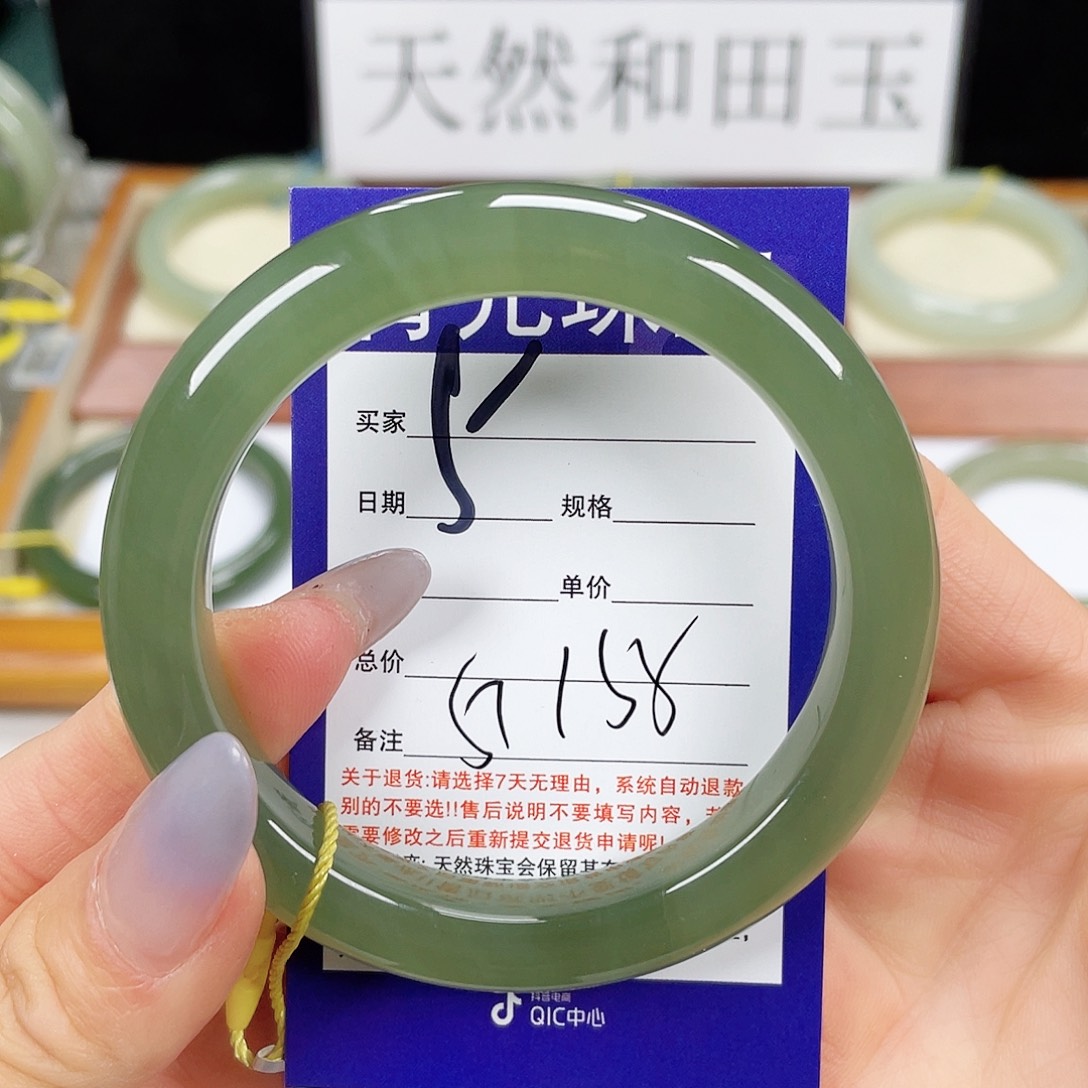 天然和田玉
元珠
买家
日期 规格
单价
总价
备注
关于退货:请选择7天无理由，系统自动退款
别的不要选!!售后说明不要填写内容，
需要修改之后重新提交退货申请呢!
天然珠宝会保留其
抖音电商
QIC中心